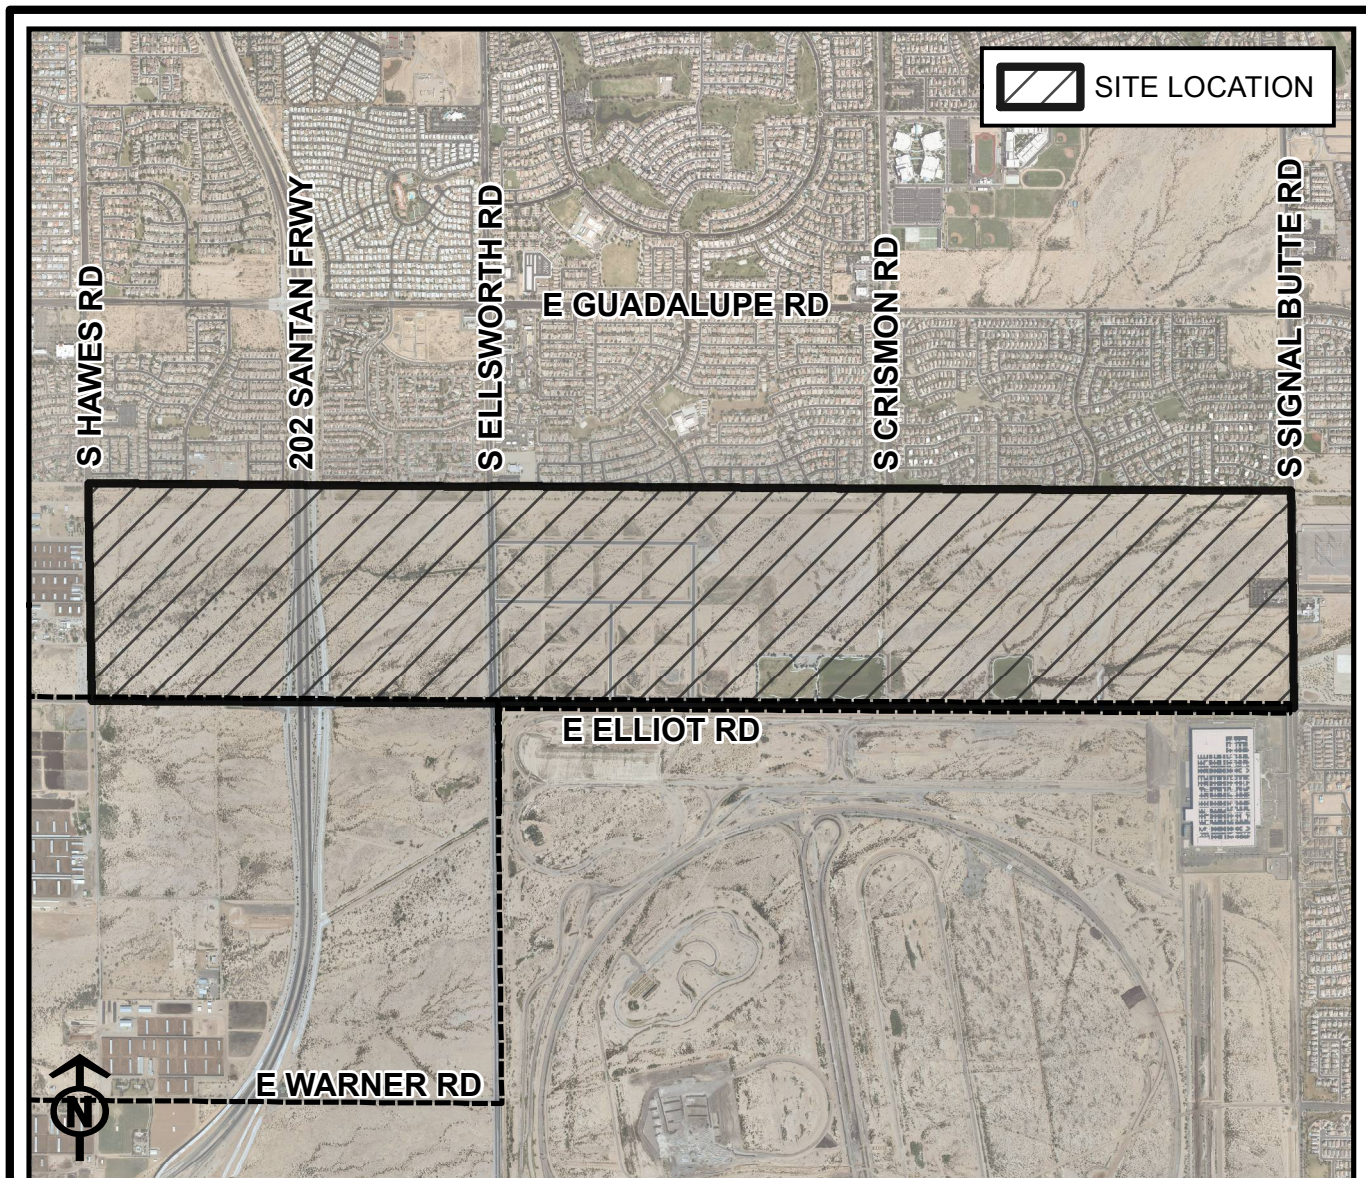 SITE LOCATION
S HAWES RD
202 SANTAN FRWY
S ELLSWORTH RD
E GUADALUPE RD
S CRISMON RD
S SIGNAL BUTTE RD
E ELLIOT RD
E WARNER RD
N